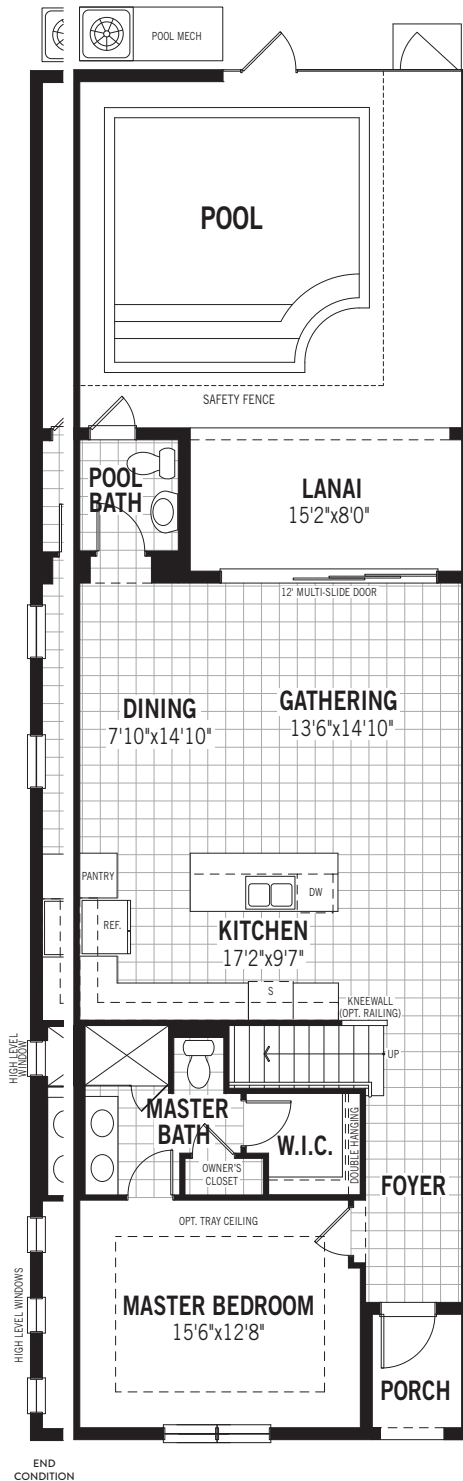 POOL MECH
POOL
SAFETY FENCE
POOL
BATH
LANAI
15'2"x8'0"
12' MULTI-SLIDE DOOR
DINING
7'10"x14'10"
GATHERING
13'6"x14'10"
PANTRY
REF.
DW
KITCHEN
17'2"x9'7"
S
KNEEWALL
(OPT. RAILING)
UP
HIGH LEVEL
WINDOW
MASTER
BATH
W.I.C.
DOUBLE HANGING
OWNER'S
CLOSET
FOYER
OPT. TRAY CEILING
HIGH LEVEL WINDOWS
MASTER BEDROOM
15'6"x12'8"
PORCH
END
CONDITION